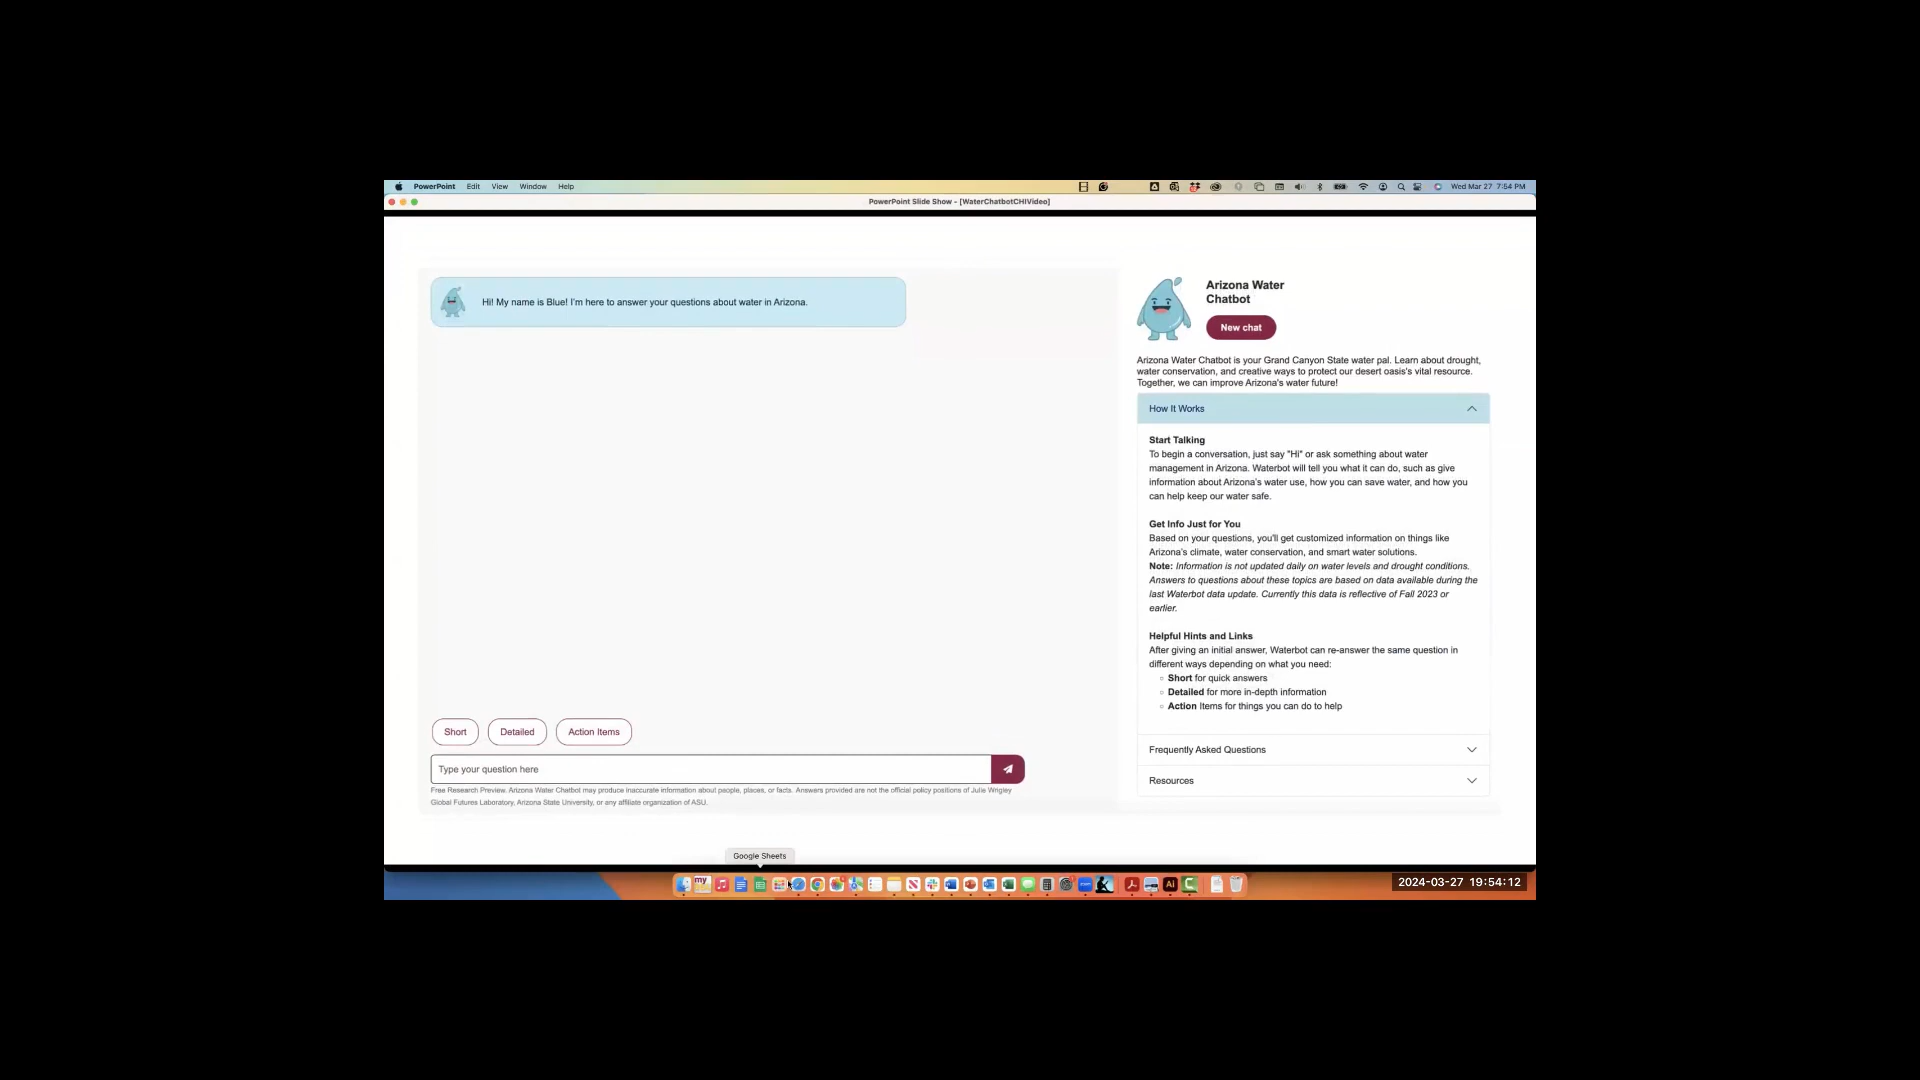 PowerPoint Edit View Window Help
Wed Mar 27 7:54 PM
PowerPoint Slide Show - [WaterChatbotCHIVideo]
Hi! My name is Blue! I'm here to answer your questions about water in Arizona.
Short
Detailed
Action Items
Type your question here
Free Research Preview. Arizona Water Chatbot may produce inaccurate information about people, places, or facts. Answers provided are not the official policy positions of Julie Wrigley
Global Futures Laboratory, Arizona State University, or any affiliate organization of ASU.
Arizona Water
Chatbot
New chat
Arizona Water Chatbot is your Grand Canyon State water pal. Learn about drought,
water conservation, and creative ways to protect our desert oasis's vital resource.
Together, we can improve Arizona's water future!
How It Works
Start Talking
To begin a conversation, just say "Hi" or ask something about water
management in Arizona. Waterbot will tell you what it can do, such as give
information about Arizona's water use, how you can save water, and how you
can help keep our water safe.
Get Info Just for You
Based on your questions, you'll get customized information on things like
Arizona's climate, water conservation, and smart water solutions.
Note: Information is not updated daily on water levels and drought conditions.
Answers to questions about these topics are based on data available during the
last Waterbot data update. Currently this data is reflective of Fall 2023 or
earlier.
Helpful Hints and Links
After giving an initial answer, Waterbot can re-answer the same question in
different ways depending on what you need:
Short for quick answers
Detailed for more in-depth information
Action Items for things you can do to help
Frequently Asked Questions
Resources
Google Sheets
my
Ai
2024-03-27 19:54:12